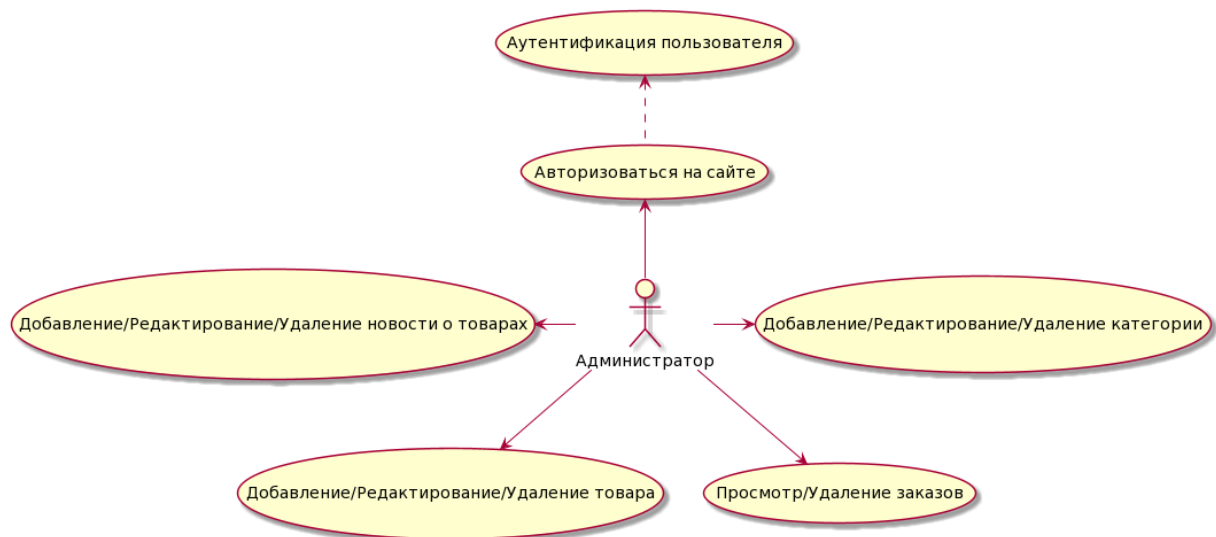 Аутентификация пользователя
Авторизоваться на сайте
Добавление/Редактирование/Удаление новости о товарах
Добавление/Редактирование/Удаление категории
Администратор
Добавление/Редактирование/Удаление товара
Просмотр/Удаление заказов